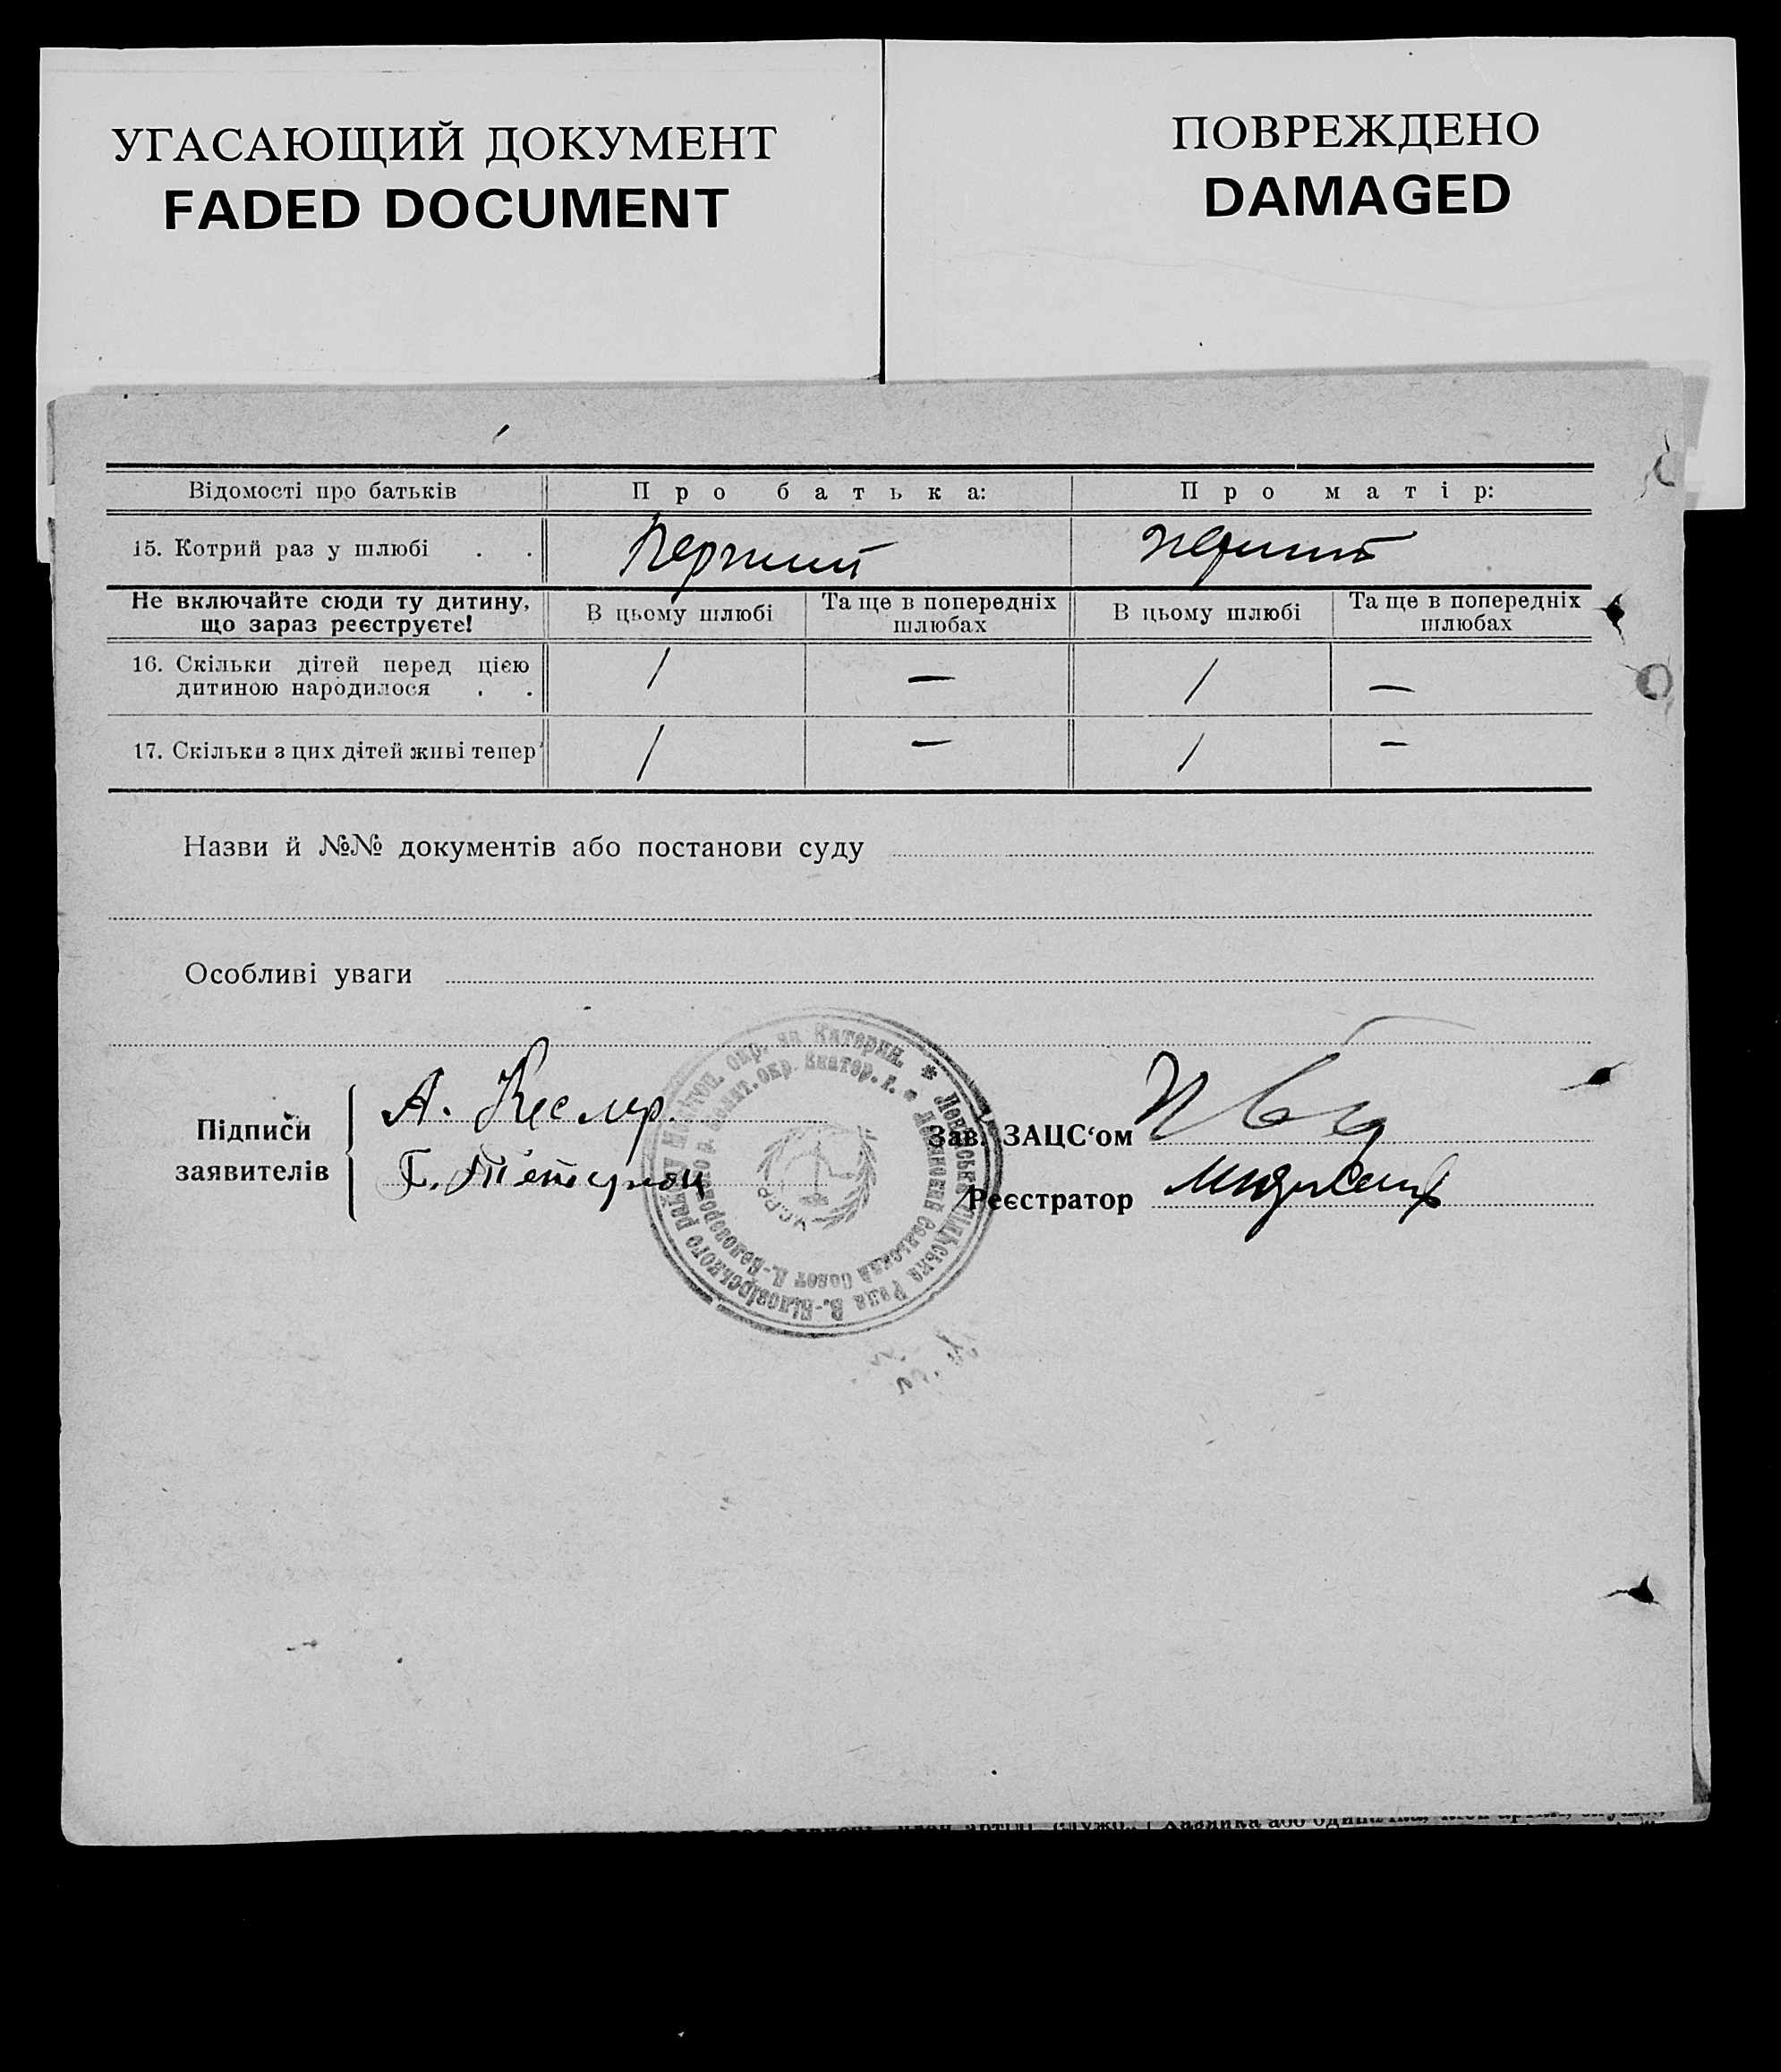 УГАСАЮЩИЙ ДОКУМЕНТ
FADED DOCUMENT
ПОВРЕЖДЕНО
DAMAGED
Відомості про батьків Про батька: Про матір:
15. Котрий раз у шлюбі . . Перший перший
Не включайте сюди ту дитину, що зараз реєструєте! В цьому шлюбі Та ще в попередніх шлюбах В цьому шлюбі Та ще в попередніх шлюбах
16. Скільки дітей перед цією дитиною народилося . . 1 — 1 —
17. Скільки з цих дітей живі тепер 1 — 1 —
Назви й №№ документів або постанови суду
Особливі уваги
Підписи заявителів
А. Кеслер
Зав. ЗАЦС‘ом
Реєстратор
У.С.Р.Р.